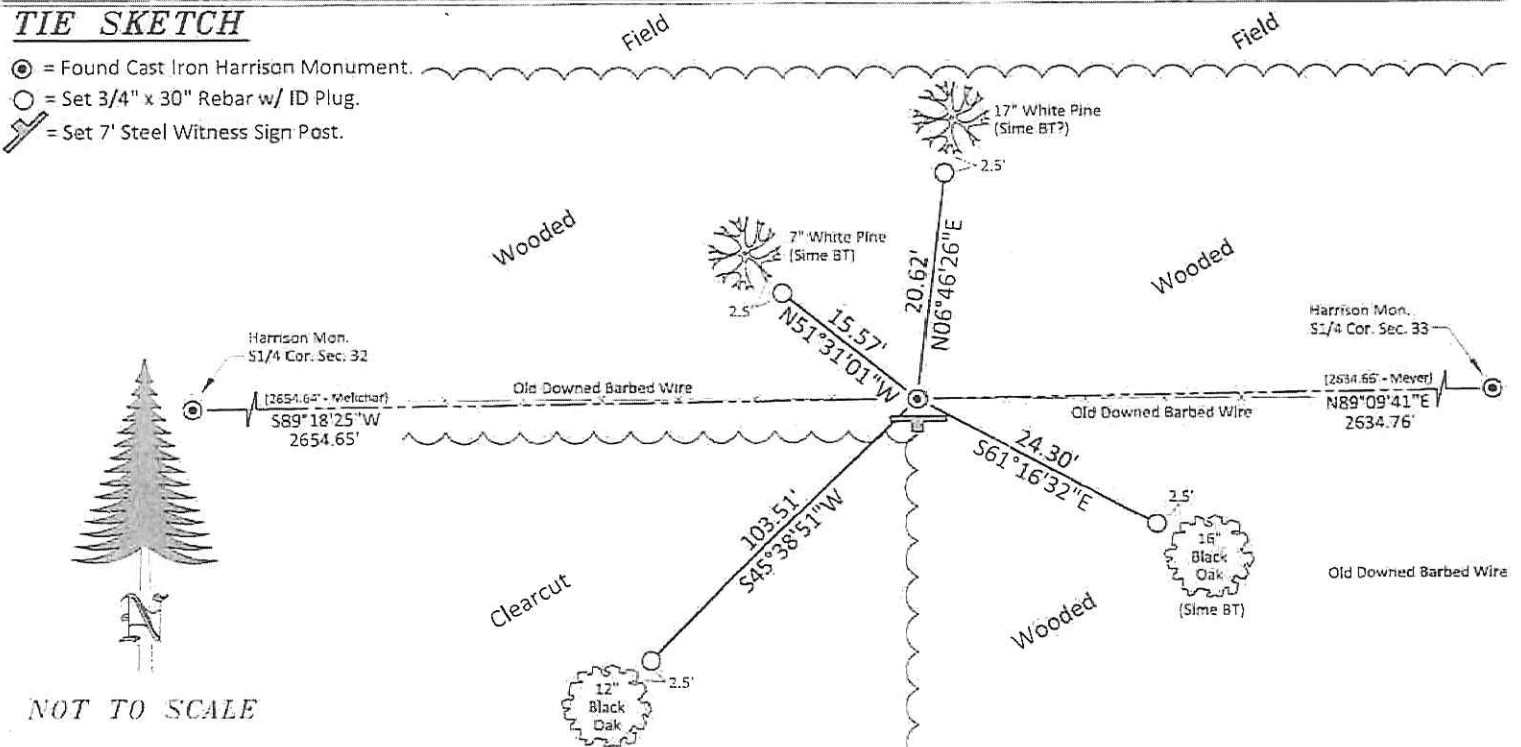 TIE SKETCH
= Found Cast Iron Harrison Monument.
= Set 3/4" x 30" Rebar w/ ID Plug.
= Set 7' Steel Witness Sign Post.
Field
Field
17" White Pine
(Sime BT?)
2.5'
Wooded
7" White Pine
(Sime BT)
2.5'
20.62'
N06°46'26"E
Wooded
15.57'
N51°31'01"W
Harrison Mon.
S1/4 Cor. Sec. 32
Harrison Mon.
S1/4 Cor. Sec. 33
(2654.64' - Melchar)
S89°18'25"W
2654.65'
Old Downed Barbed Wire
Old Downed Barbed Wire
(2634.66' - Meyer)
N89°09'41"E
2634.76'
24.30'
S61°16'32"E
2.5'
16"
Black
Oak
(Sime BT)
Old Downed Barbed Wire
103.51'
S45°38'51"W
Clearcut
Wooded
2.5'
12"
Black
Oak
N
NOT TO SCALE